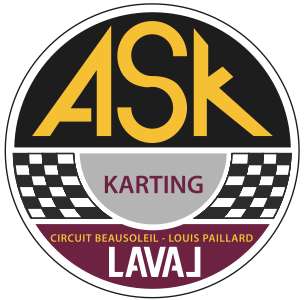 ASK
KARTING
CIRCUIT BEAUSOLEIL - LOUIS PAILLARD
LAVAL